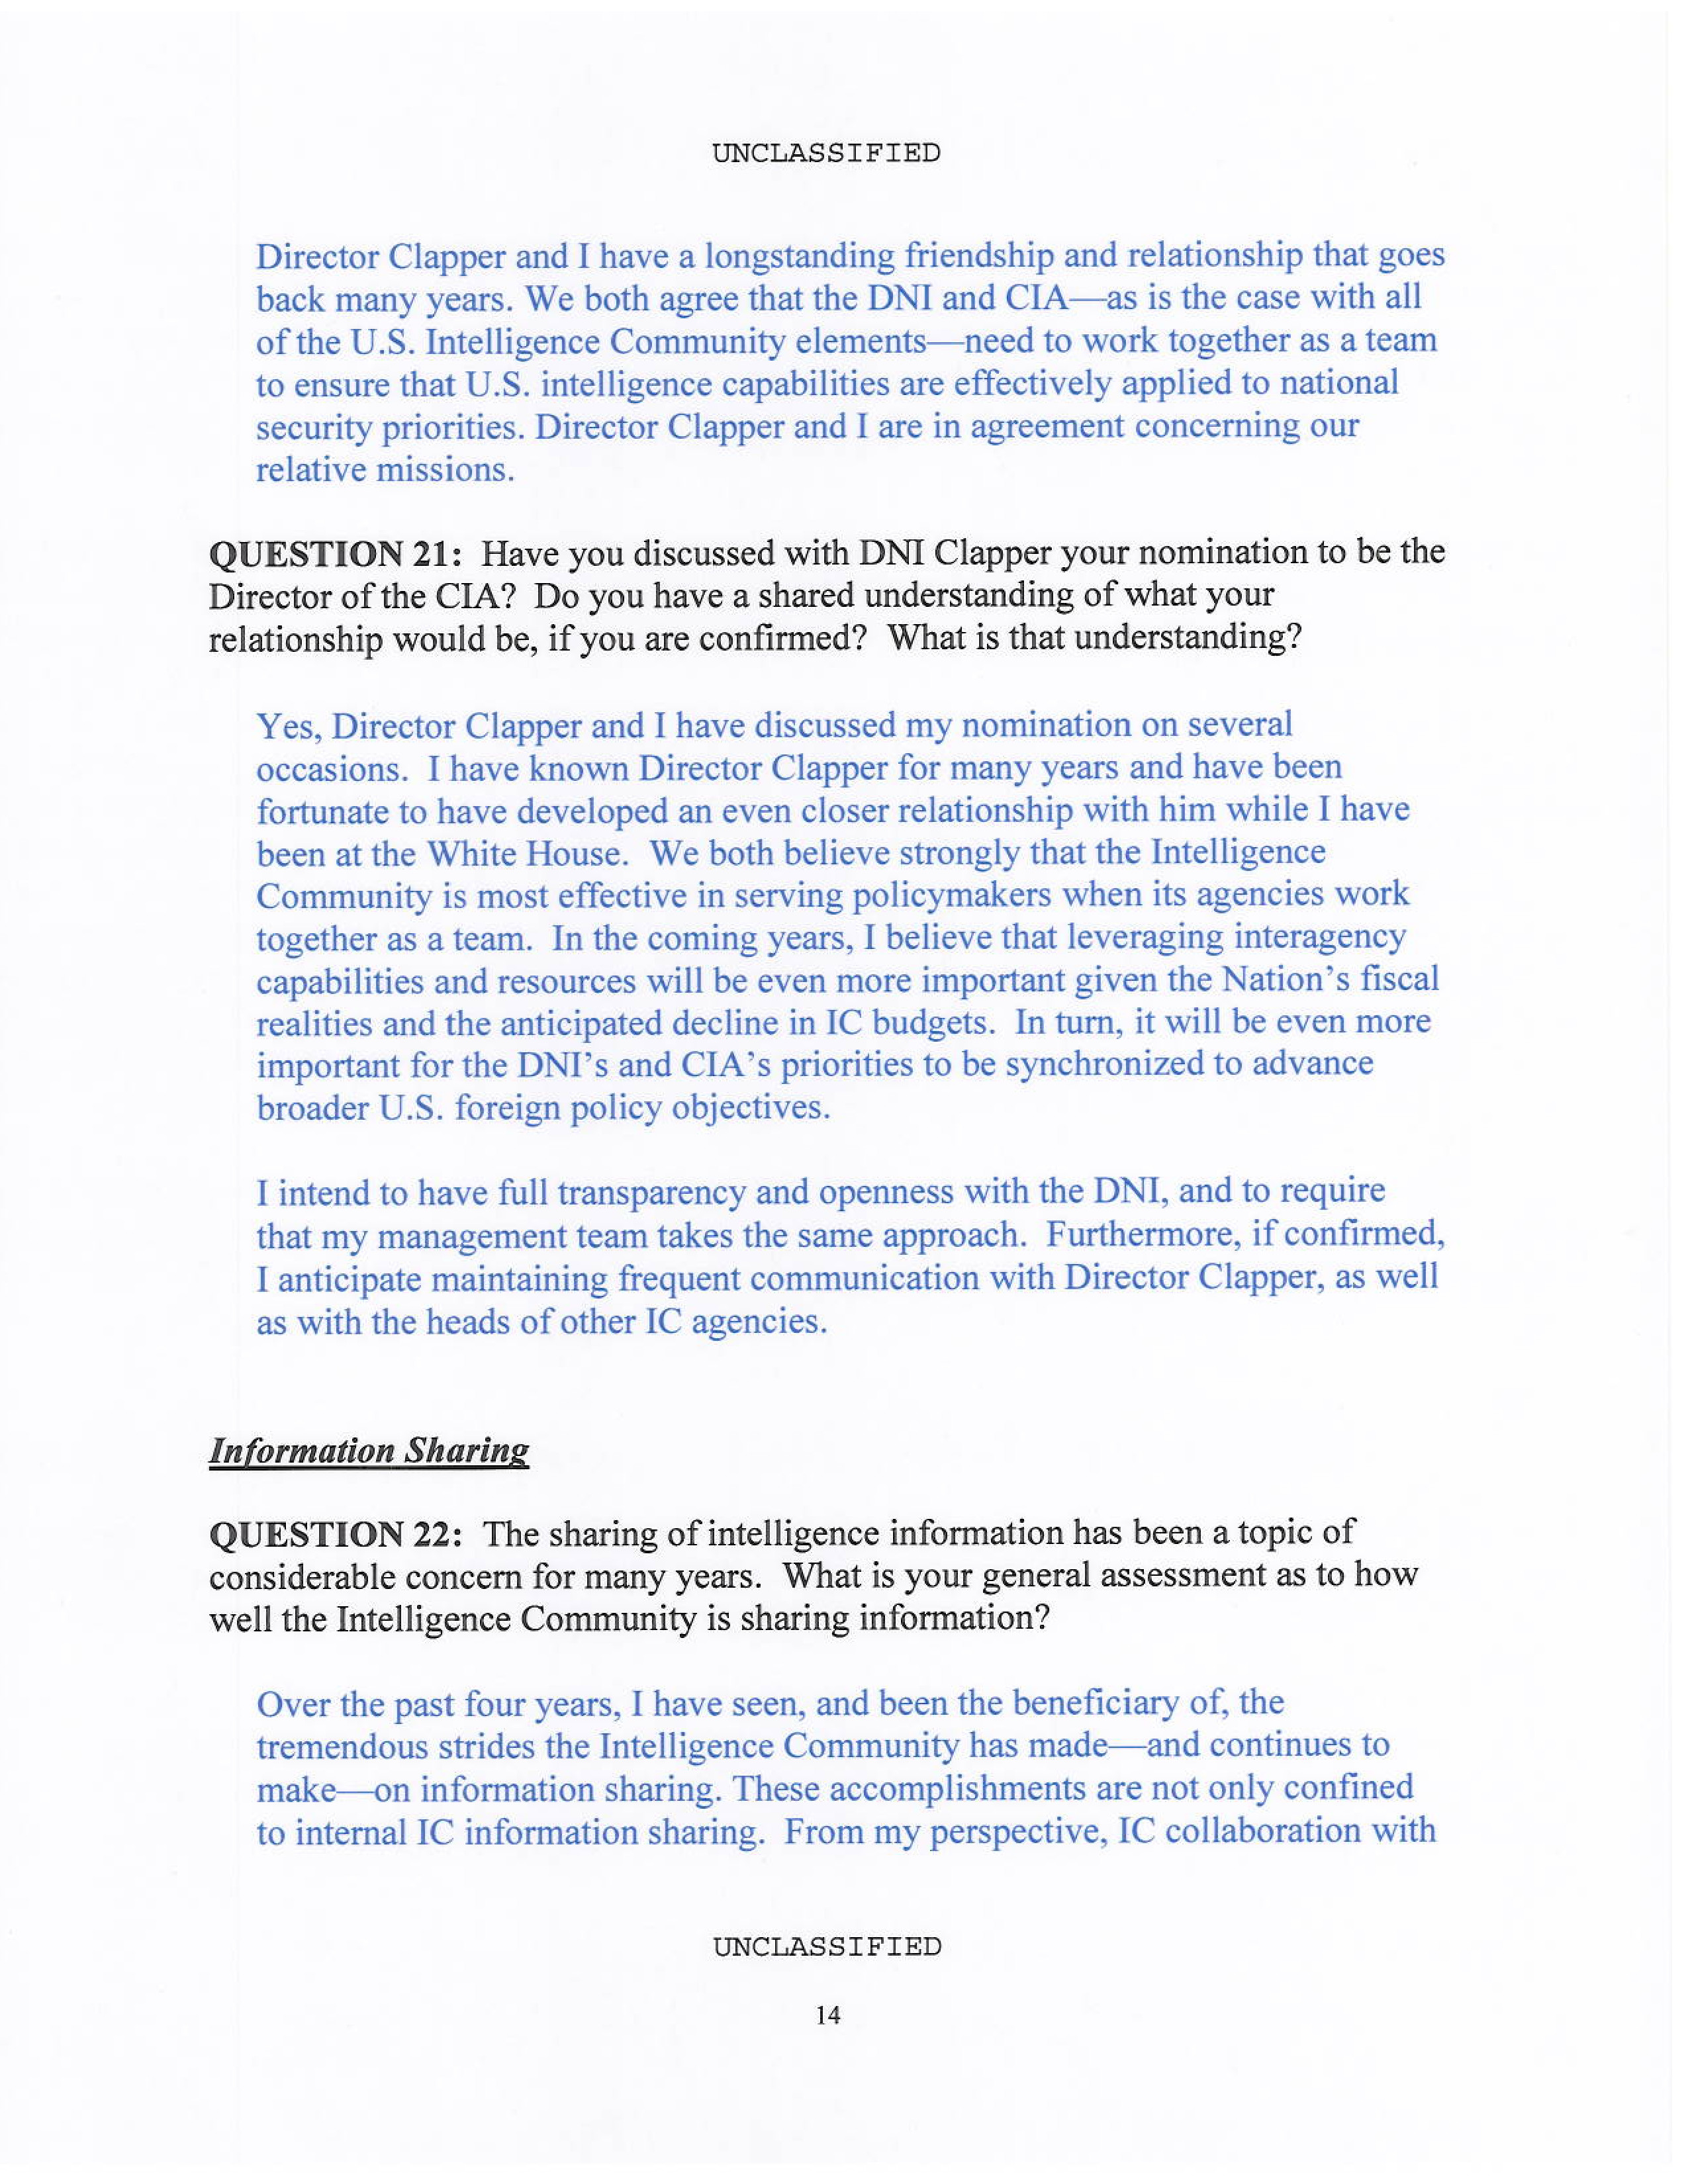 UNCLASSIFIED
Director Clapper and I have a longstanding friendship and relationship that goes
back many years. We both agree that the DNI and CIA—as is the case with all
of the U.S. Intelligence Community elements—need to work together as a team
to ensure that U.S. intelligence capabilities are effectively applied to national
security priorities. Director Clapper and I are in agreement concerning our
relative missions.
QUESTION 21: Have you discussed with DNI Clapper your nomination to be the
Director of the CIA? Do you have a shared understanding of what your
relationship would be, if you are confirmed? What is that understanding?
Yes, Director Clapper and I have discussed my nomination on several
occasions. I have known Director Clapper for many years and have been
fortunate to have developed an even closer relationship with him while I have
been at the White House. We both believe strongly that the Intelligence
Community is most effective in serving policymakers when its agencies work
together as a team. In the coming years, I believe that leveraging interagency
capabilities and resources will be even more important given the Nation's fiscal
realities and the anticipated decline in IC budgets. In turn, it will be even more
important for the DNI's and CIA's priorities to be synchronized to advance
broader U.S. foreign policy objectives.
I intend to have full transparency and openness with the DNI, and to require
that my management team takes the same approach. Furthermore, if confirmed,
I anticipate maintaining frequent communication with Director Clapper, as well
as with the heads of other IC agencies.
Information Sharing
QUESTION 22: The sharing of intelligence information has been a topic of
considerable concern for many years. What is your general assessment as to how
well the Intelligence Community is sharing information?
Over the past four years, I have seen, and been the beneficiary of, the
tremendous strides the Intelligence Community has made—and continues to
make—on information sharing. These accomplishments are not only confined
to internal IC information sharing. From my perspective, IC collaboration with
UNCLASSIFIED
14